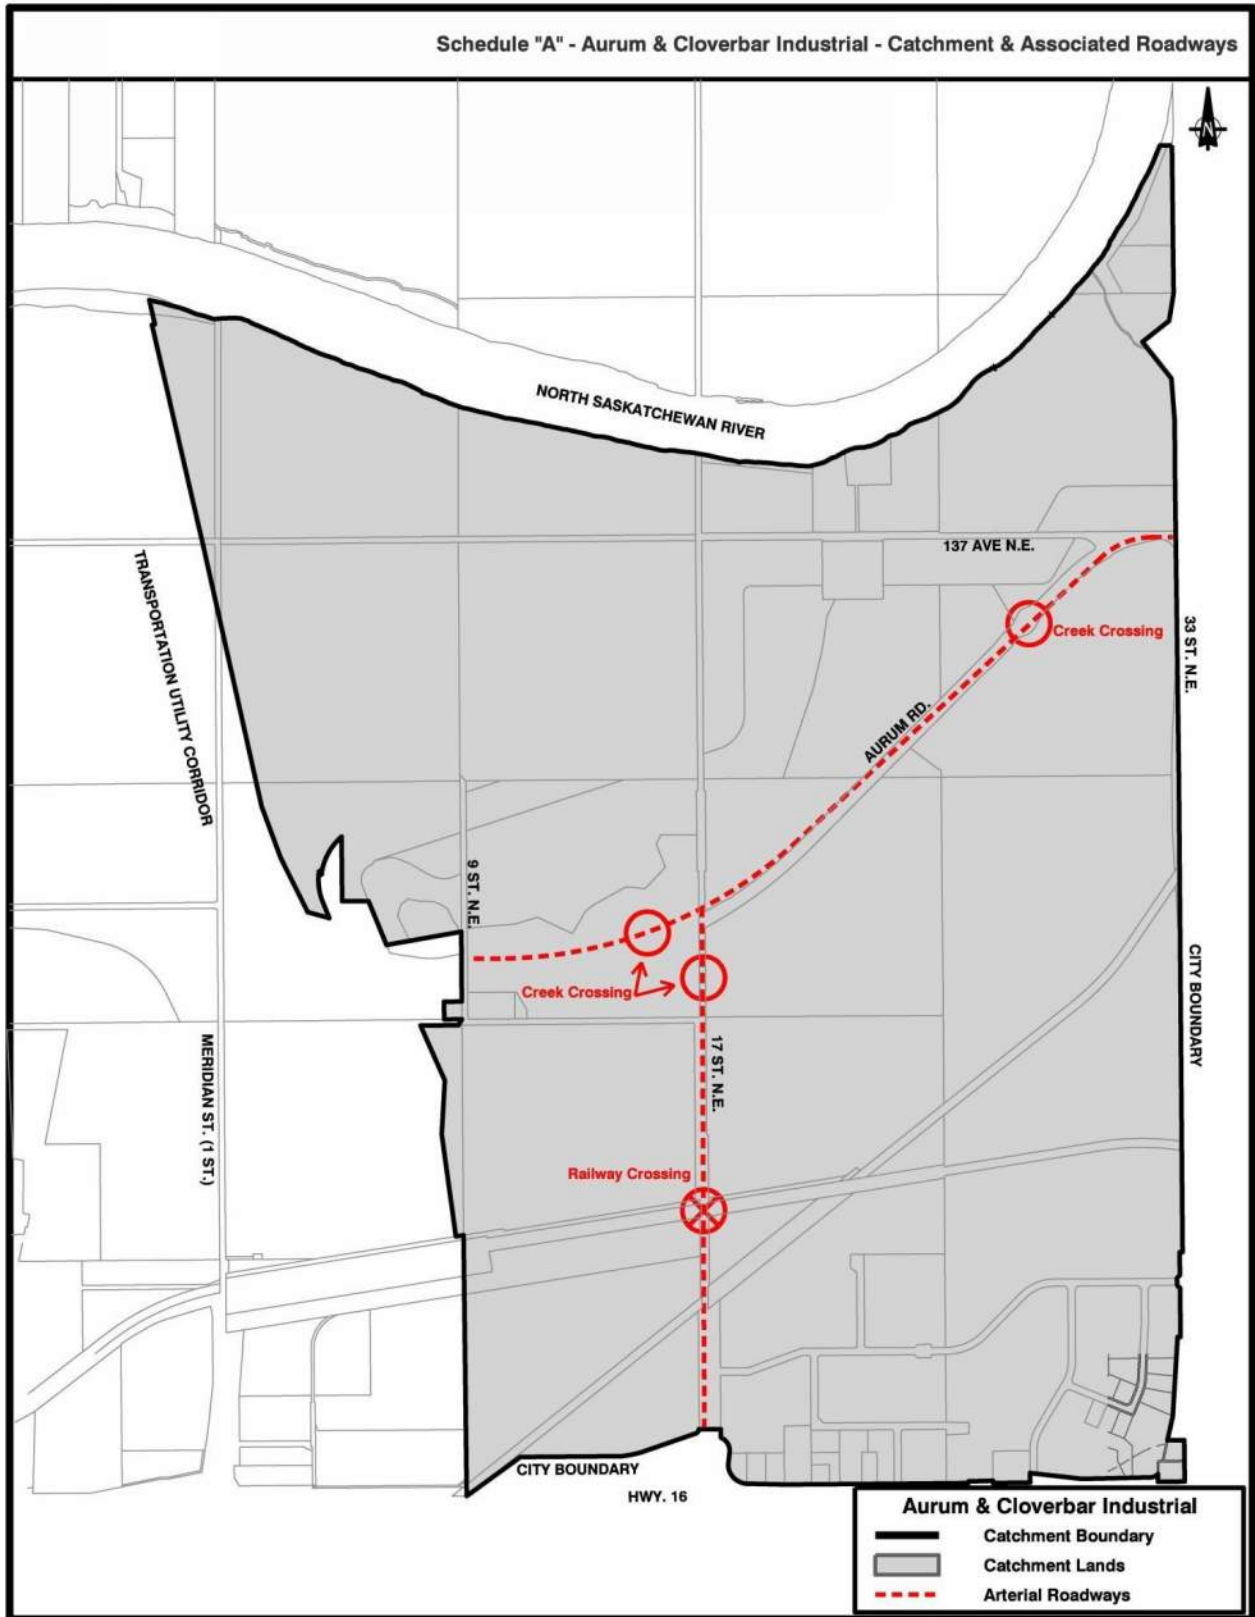 Schedule "A" - Aurum & Cloverbar Industrial - Catchment & Associated Roadways
N
NORTH SASKATCHEWAN RIVER
137 AVE N.E.
TRANSPORTATION UTILITY CORRIDOR
Creek Crossing
33 ST. N.E.
AURUM RD.
9 ST. N.E.
Creek Crossing
CITY BOUNDARY
MERIDIAN ST. (1 ST.)
17 ST. N.E.
Railway Crossing
CITY BOUNDARY
HWY. 16
Aurum & Cloverbar Industrial
Catchment Boundary
Catchment Lands
Arterial Roadways